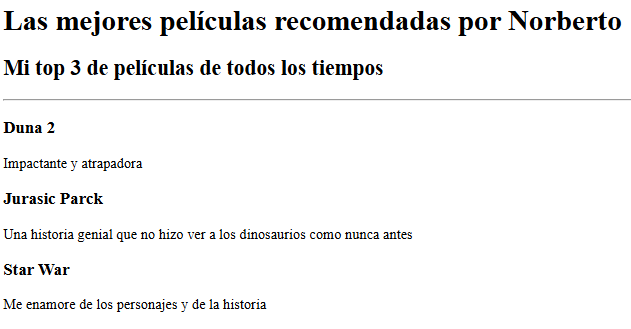 Las mejores películas recomendadas por Norberto
Mi top 3 de películas de todos los tiempos
Duna 2
Impactante y atrapadora
Jurasic Parck
Una historia genial que no hizo ver a los dinosaurios como nunca antes
Star War
Me enamore de los personajes y de la historia